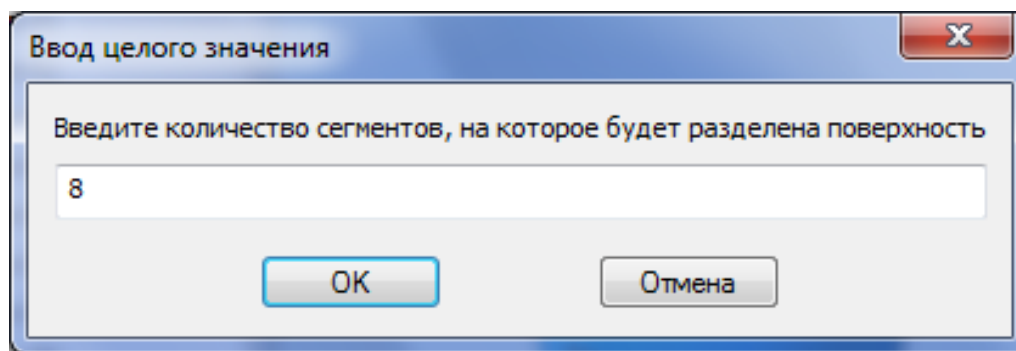 Ввод целого значения
Введите количество сегментов, на которое будет разделена поверхность
8
OK
Отмена